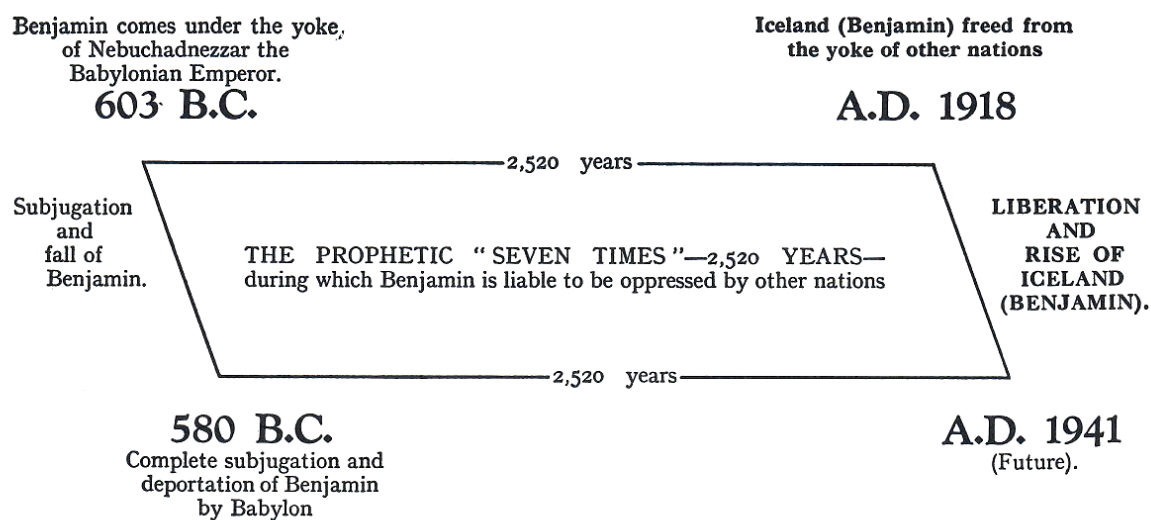 Benjamin comes under the yoke
of Nebuchadnezzar the
Babylonian Emperor.
603 B.C.
Iceland (Benjamin) freed from
the yoke of other nations
A.D. 1918
2,520 years
Subjugation
and
fall of
Benjamin.
THE PROPHETIC “SEVEN TIMES”—2,520 YEARS—
during which Benjamin is liable to be oppressed by other nations
LIBERATION
AND
RISE OF
ICELAND
(BENJAMIN).
2,520 years
580 B.C.
Complete subjugation and
deportation of Benjamin
by Babylon
A.D. 1941
(Future).